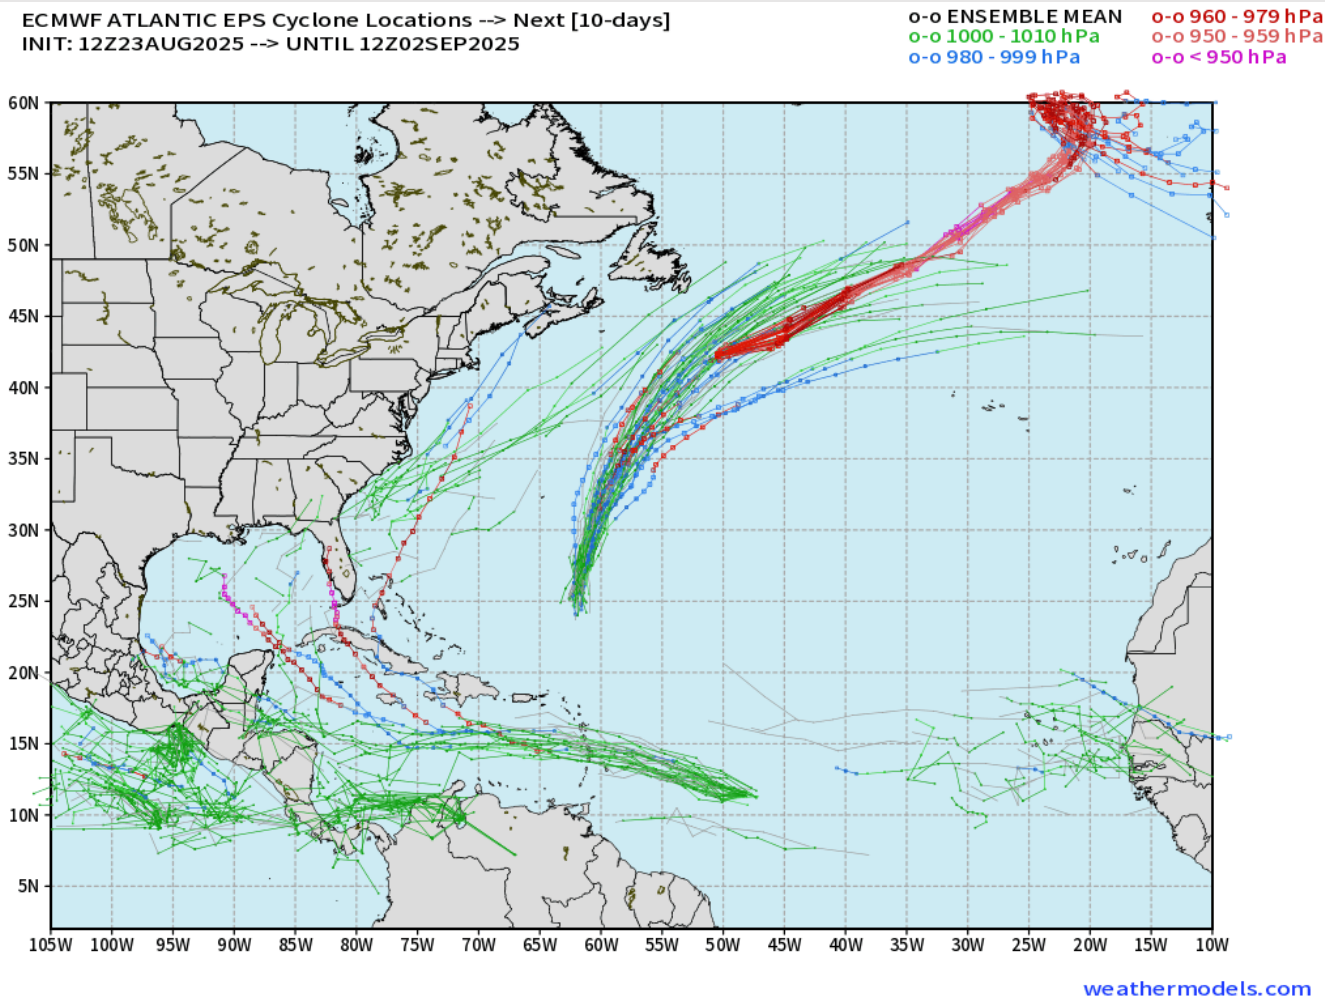 ECMWF ATLANTIC EPS Cyclone Locations --> Next [10-days]
INIT: 12Z23AUG2025 --> UNTIL 12Z02SEP2025
o-o ENSEMBLE MEAN
o-o 1000 - 1010 hPa
o-o 980 - 999 hPa
o-o 960 - 979 hPa
o-o 950 - 959 hPa
o-o < 950 hPa
60N
55N
50N
45N
40N
35N
30N
25N
20N
15N
10N
5N
105W 100W 95W 90W 85W 80W 75W 70W 65W 60W 55W 50W 45W 40W 35W 30W 25W 20W 15W 10W
weathermodels.com